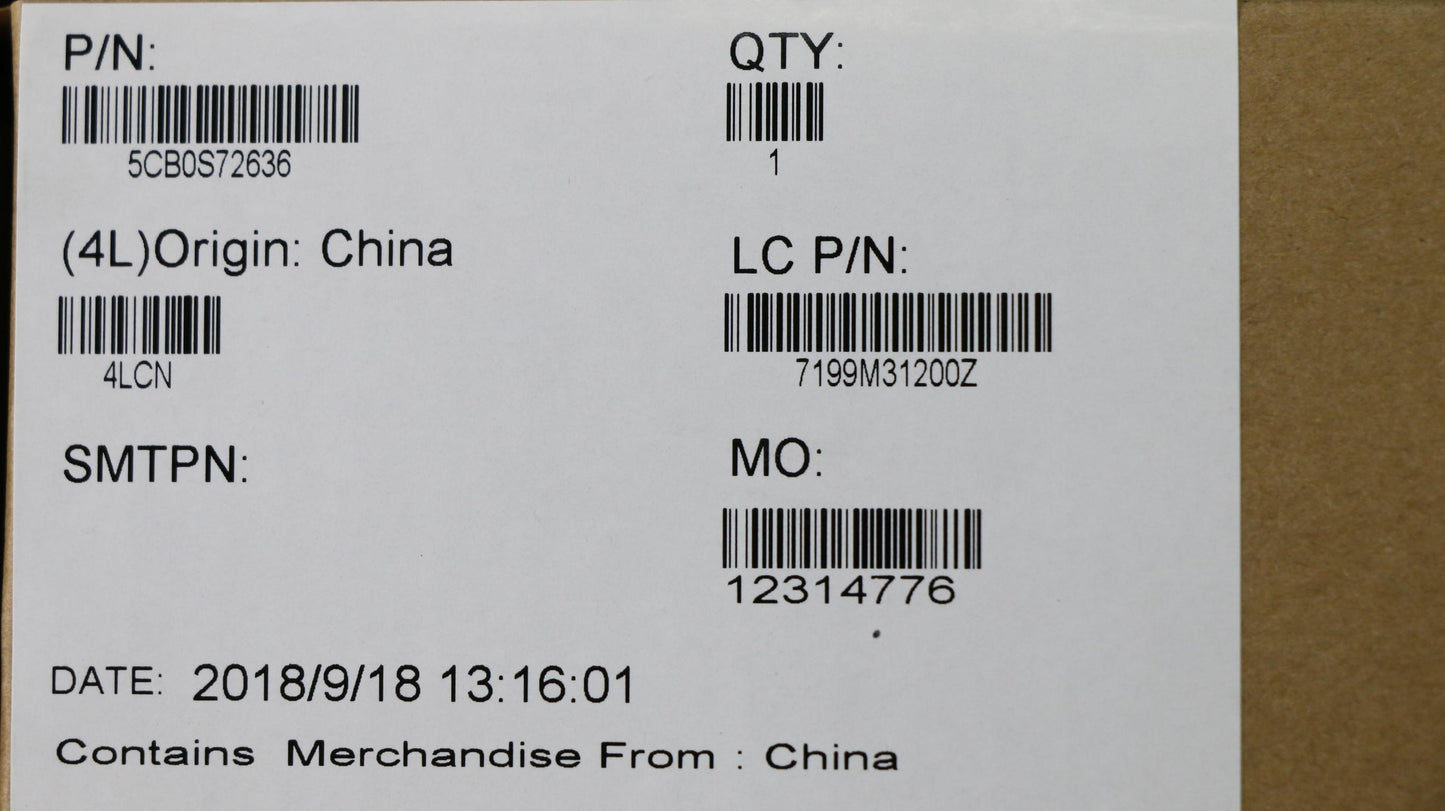 P/N:
5CB0S72636
QTY:
1
(4L)Origin: China
4LCN
LC P/N:
7199M31200Z
SMTPN:
MO:
12314776
DATE: 2018/9/18 13:16:01
Contains Merchandise From : China